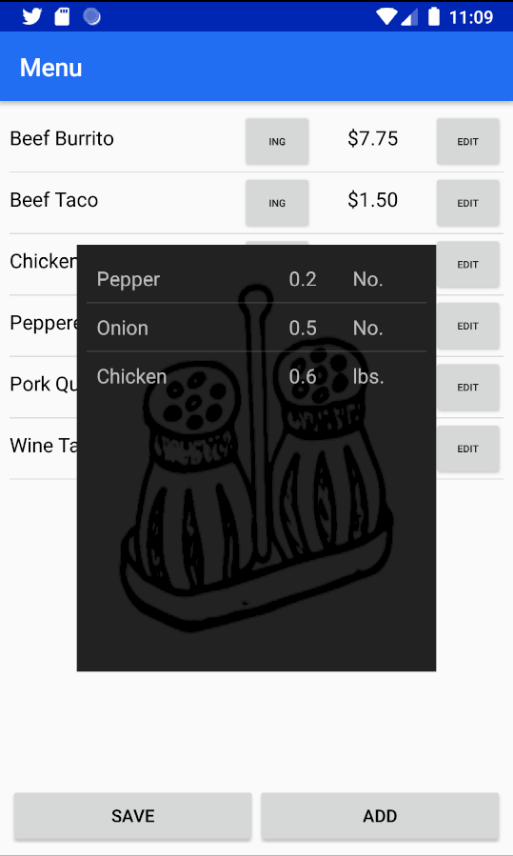 11:09
Menu
Beef Burrito ING $7.75 EDIT
Beef Taco ING $1.50 EDIT
Chicken EDIT
Pepper 0.2 No.
Peppere EDIT
Onion 0.5 No.
Pork Qu EDIT
Chicken 0.6 lbs.
Wine Ta EDIT
SAVE ADD